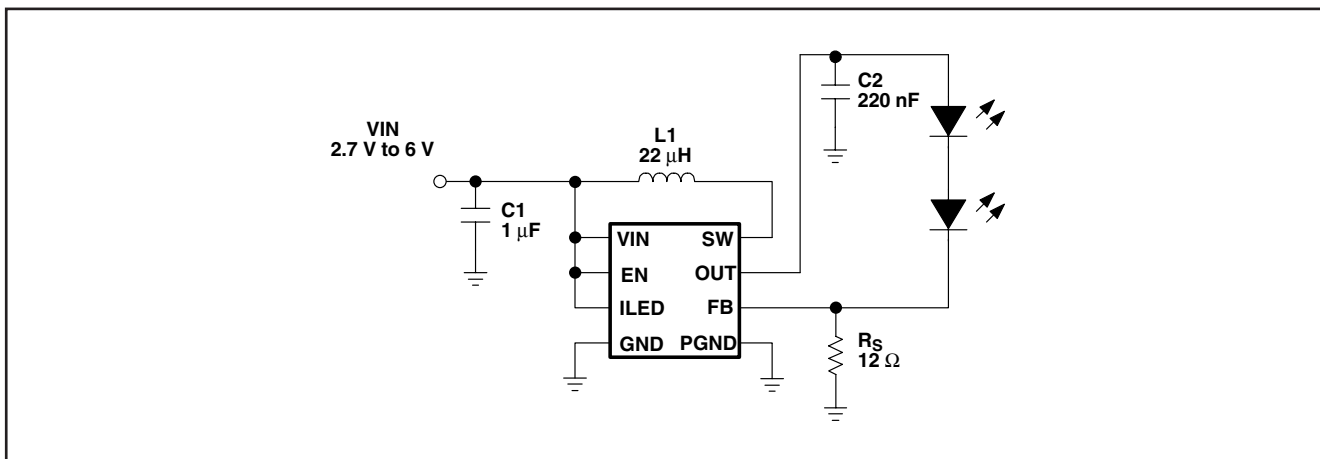 C2
220 nF
VIN
2.7 V to 6 V
L1
22 μH
C1
1 μF
VIN SW
EN OUT
ILED FB
GND PGND
RS
12 Ω